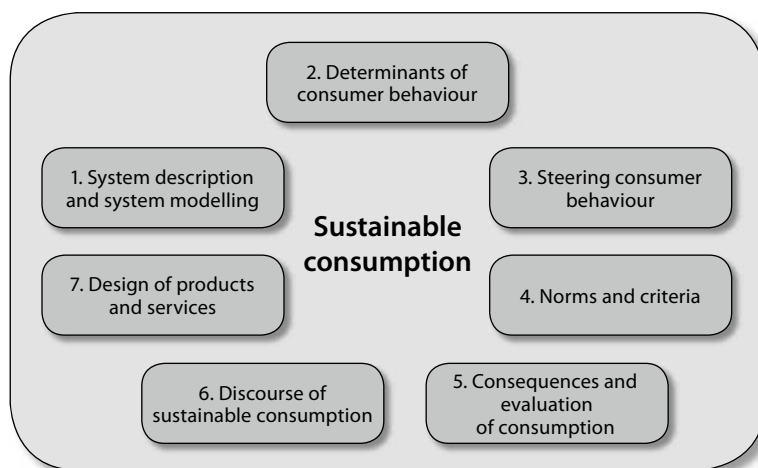 2. Determinants of
consumer behaviour
1. System description
and system modelling
3. Steering consumer
behaviour
Sustainable
consumption
7. Design of products
and services
4. Norms and criteria
6. Discourse of
sustainable consumption
5. Consequences and
evaluation
of consumption